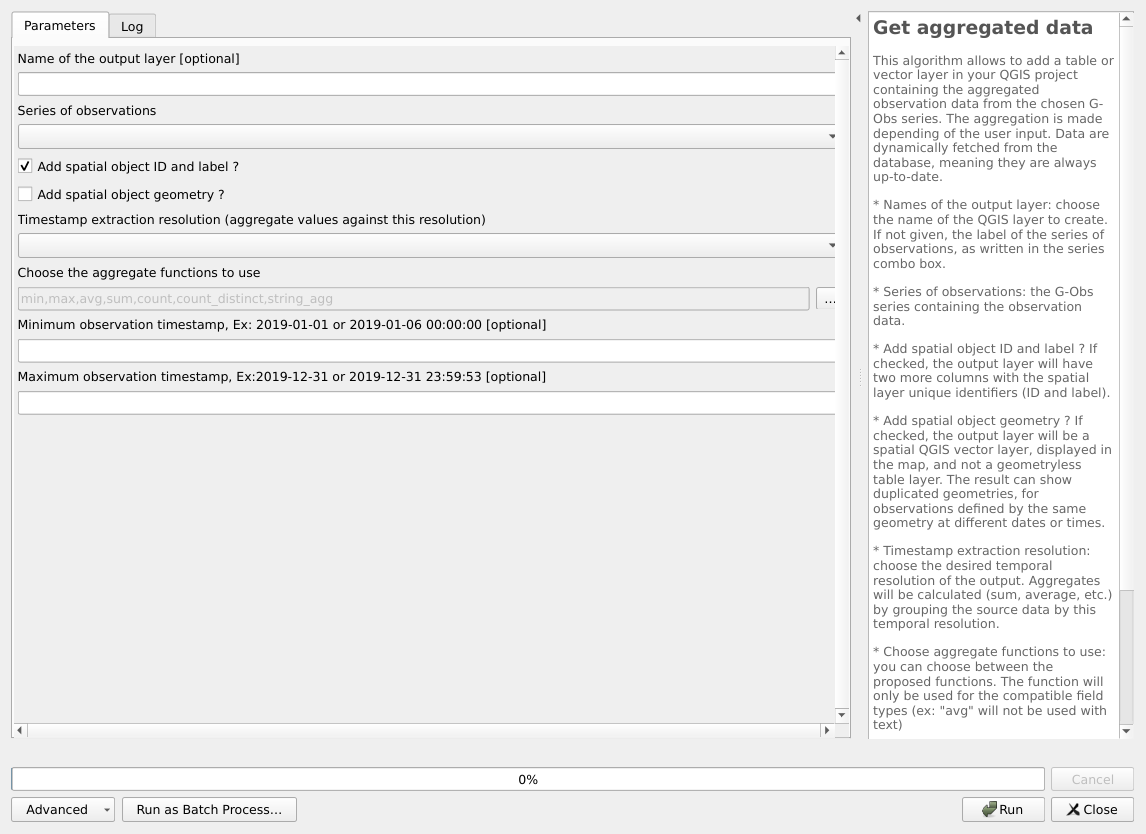 Parameters
Log
Name of the output layer [optional]
Series of observations
Add spatial object ID and label ?
Add spatial object geometry ?
Timestamp extraction resolution (aggregate values against this resolution)
Choose the aggregate functions to use
min,max,avg,sum,count,count_distinct,string_agg
...
Minimum observation timestamp, Ex: 2019-01-01 or 2019-01-06 00:00:00 [optional]
Maximum observation timestamp, Ex:2019-12-31 or 2019-12-31 23:59:53 [optional]
Get aggregated data
This algorithm allows to add a table or
vector layer in your QGIS project
containing the aggregated
observation data from the chosen G-
Obs series. The aggregation is made
depending of the user input. Data are
dynamically fetched from the
database, meaning they are always
up-to-date.
* Names of the output layer: choose
the name of the QGIS layer to create.
If not given, the label of the series of
observations, as written in the series
combo box.
* Series of observations: the G-Obs
series containing the observation
data.
* Add spatial object ID and label ? If
checked, the output layer will have
two more columns with the spatial
layer unique identifiers (ID and label).
* Add spatial object geometry ? If
checked, the output layer will be a
spatial QGIS vector layer, displayed in
the map, and not a geometryless
table layer. The result can show
duplicated geometries, for
observations defined by the same
geometry at different dates or times.
* Timestamp extraction resolution:
choose the desired temporal
resolution of the output. Aggregates
will be calculated (sum, average, etc.)
by grouping the source data by this
temporal resolution.
* Choose aggregate functions to use:
you can choose between the
proposed functions. The function will
only be used for the compatible field
types (ex: "avg" will not be used with
text)
0%
Cancel
Advanced
Run as Batch Process...
Run
Close